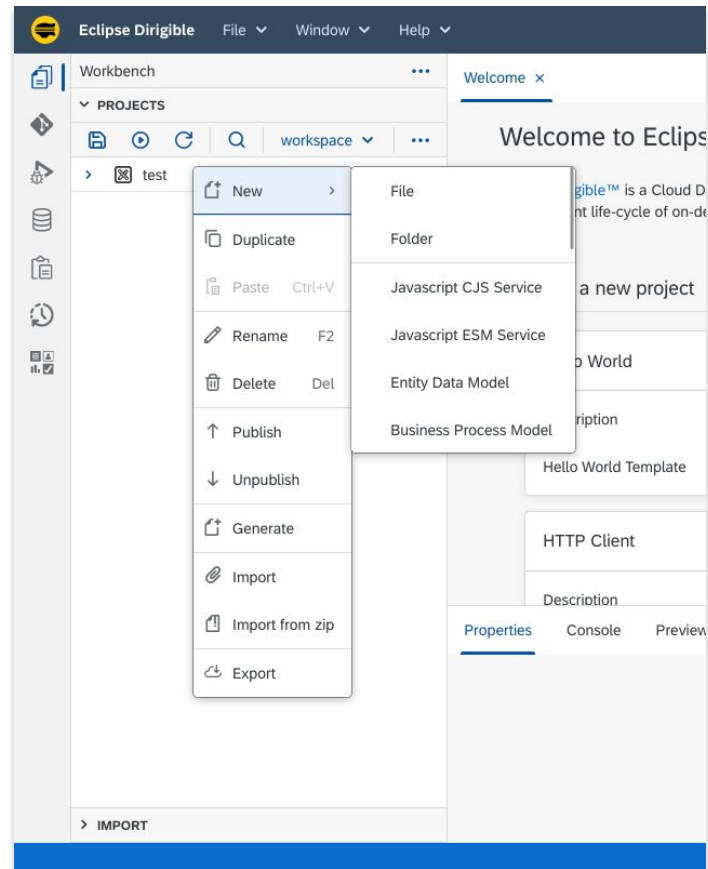 Eclipse Dirigible File Window Help
Workbench
Welcome
PROJECTS
workspace
test
New
Duplicate
Paste Ctrl+V
Rename F2
Delete Del
Publish
Unpublish
Generate
Import
Import from zip
Export
File
Folder
Javascript CJS Service
Javascript ESM Service
Entity Data Model
Business Process Model
Welcome to Eclips
gible™ is a Cloud D
nt life-cycle of on-de
a new project
o World
ription
Hello World Template
HTTP Client
Description
Properties Console Preview
IMPORT